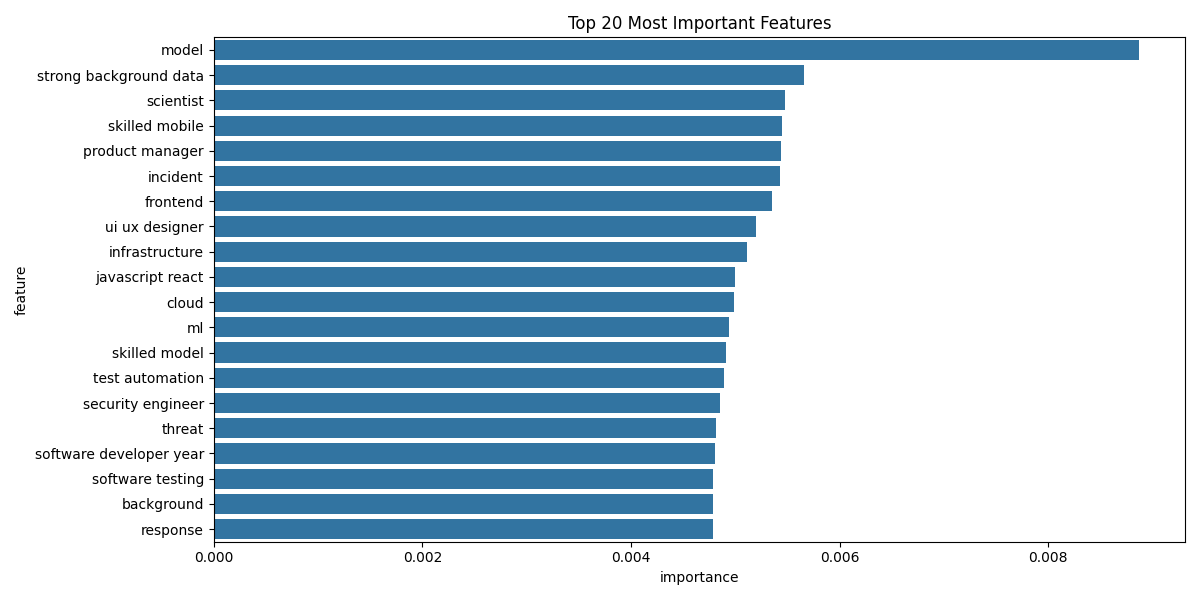 Top 20 Most Important Features
feature
model
strong background data
scientist
skilled mobile
product manager
incident
frontend
ui ux designer
infrastructure
javascript react
cloud
ml
skilled model
test automation
security engineer
threat
software developer year
software testing
background
response
0.000 0.002 0.004 0.006 0.008
importance